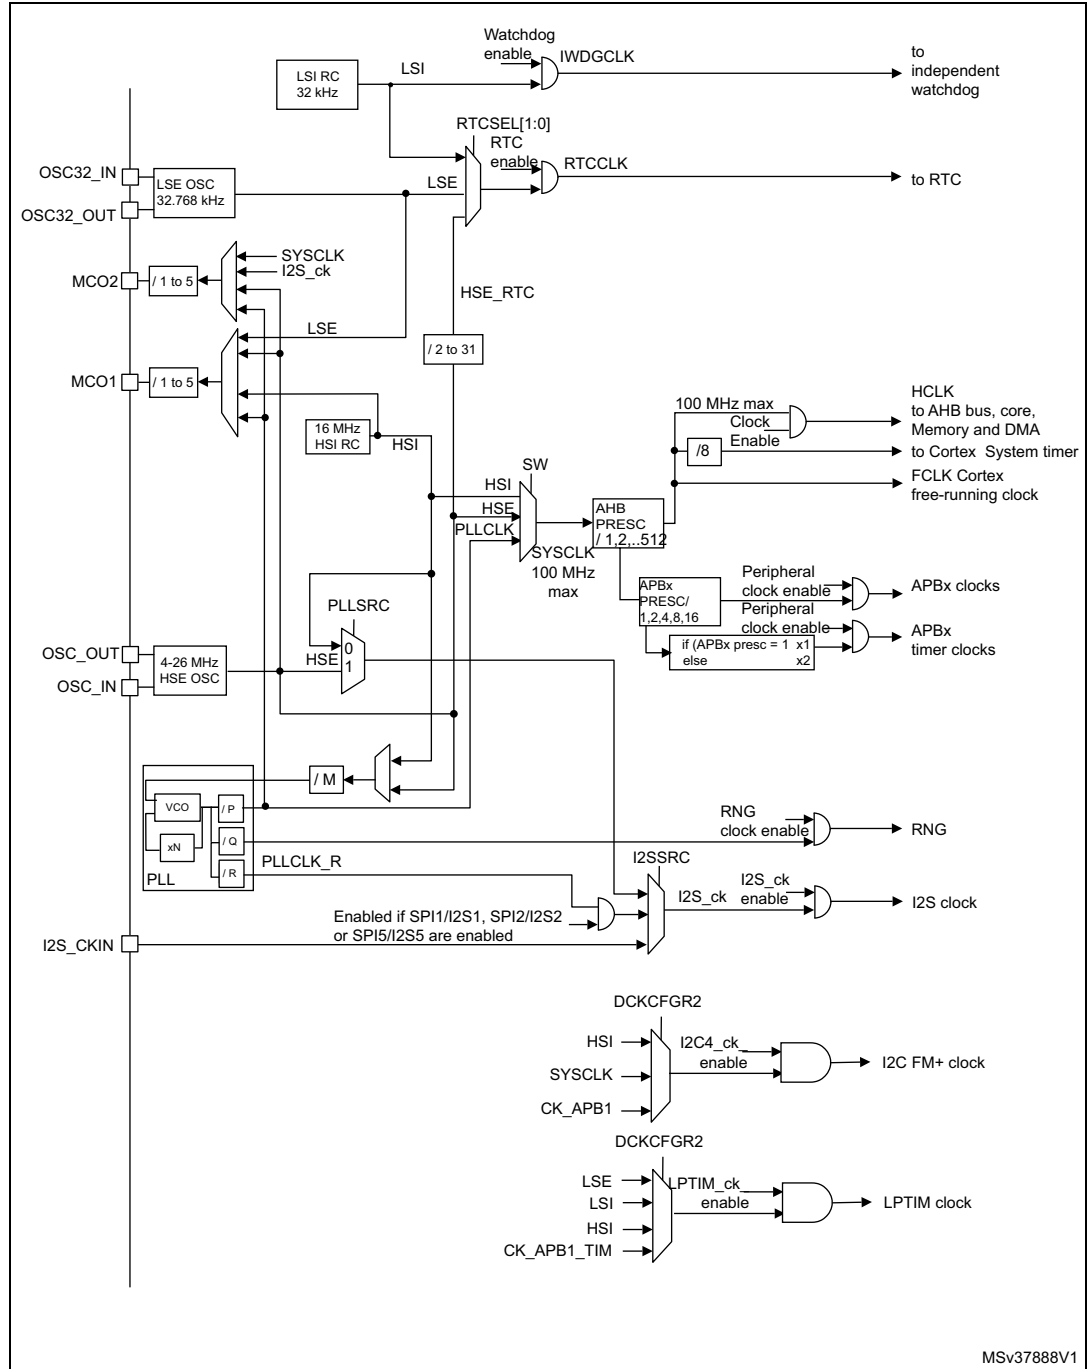 Watchdog
enable
IWDGCLK
to
independent
watchdog
LSI RC
32 kHz
LSI
RTCSEL[1:0]
RTC
enable
RTCCLK
to RTC
OSC32_IN
OSC32_OUT
LSE OSC
32.768 kHz
LSE
SYSCLK
I2S_ck
MCO2
/ 1 to 5
HSE_RTC
LSE
/ 2 to 31
MCO1
/ 1 to 5
16 MHz
HSI RC
HSI
100 MHz max
Clock
Enable
HCLK
to AHB bus, core,
Memory and DMA
/8
to Cortex System timer
FCLK Cortex
free-running clock
SW
HSI
HSE
PLLCLK
SYSCLK
100 MHz
max
AHB
PRESC
/ 1,2,..512
APBx
PRESC/
1,2,4,8,16
Peripheral
clock enable
APBx clocks
Peripheral
clock enable
if (APBx presc = 1 x1
else x2
APBx
timer clocks
PLLSRC
0
HSE
1
OSC_OUT
OSC_IN
4-26 MHz
HSE OSC
/ M
VCO
xN
/ P
/ Q
/ R
PLL
PLLCLK_R
RNG
clock enable
RNG
I2SSRC
I2S_ck
I2S_ck
enable
I2S clock
Enabled if SPI1/I2S1, SPI2/I2S2
or SPI5/I2S5 are enabled
I2S_CKIN
DCKCFGR2
HSI
SYSCLK
CK_APB1
I2C4_ck_
enable
I2C FM+ clock
DCKCFGR2
LSE
LSI
HSI
CK_APB1_TIM
LPTIM_ck_
enable
LPTIM clock
MSv37888V1